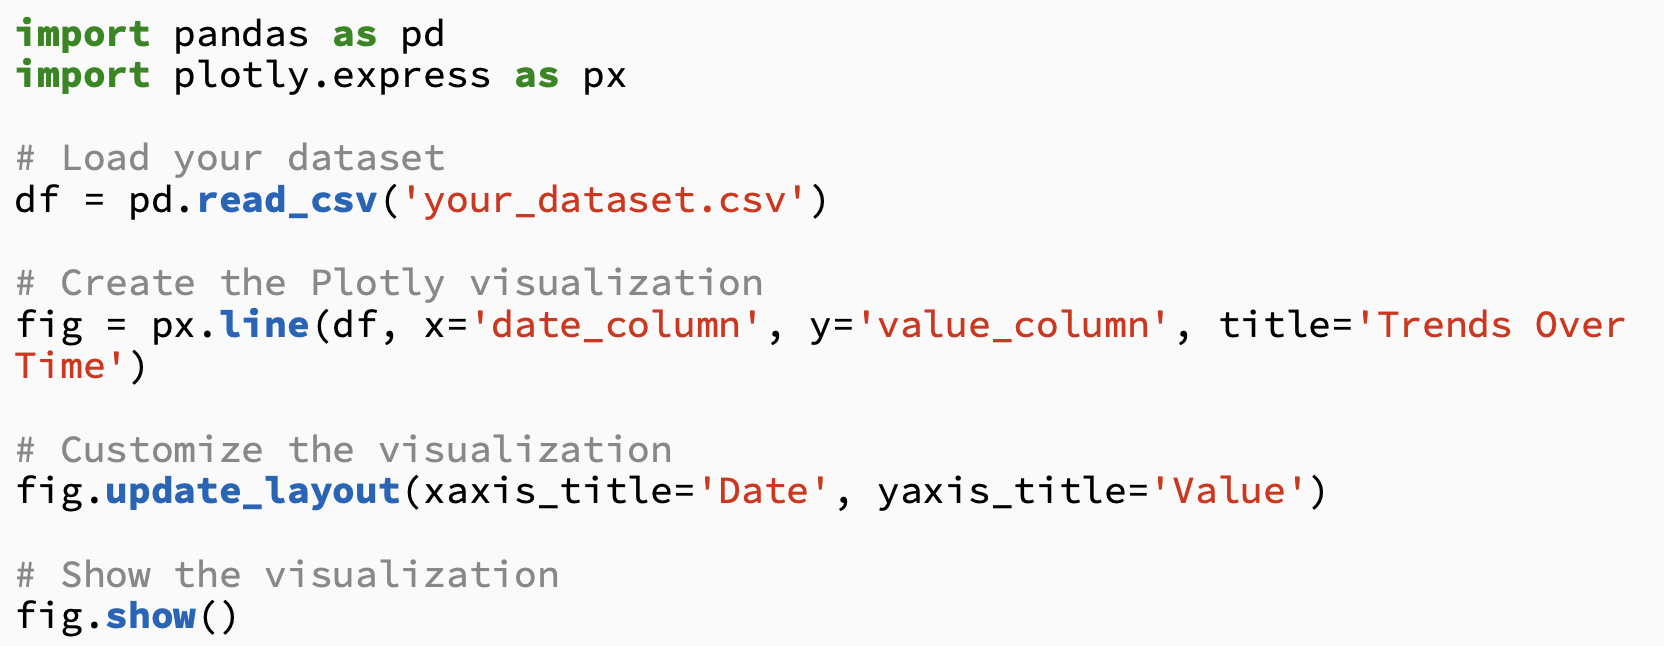 import pandas as pd
import plotly.express as px
# Load your dataset
df = pd.read_csv('your_dataset.csv')
# Create the Plotly visualization
fig = px.line(df, x='date_column', y='value_column', title='Trends Over
Time')
# Customize the visualization
fig.update_layout(xaxis_title='Date', yaxis_title='Value')
# Show the visualization
fig.show()